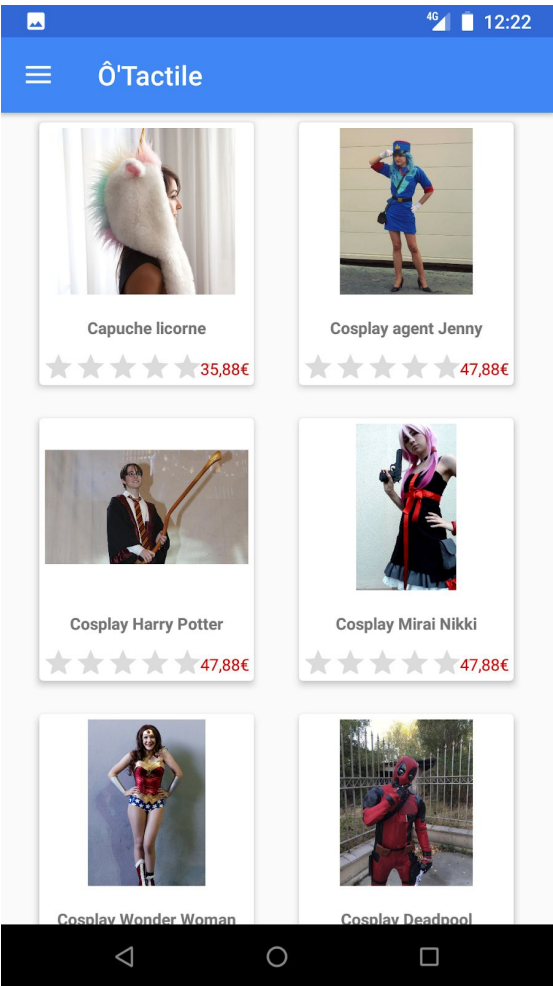 4G 12:22
Ô'Tactile
Capuche licorne
35,88€
Cosplay agent Jenny
47,88€
Cosplay Harry Potter
47,88€
Cosplay Mirai Nikki
47,88€
Cosplay Wonder Woman
Cosplay Deadpool